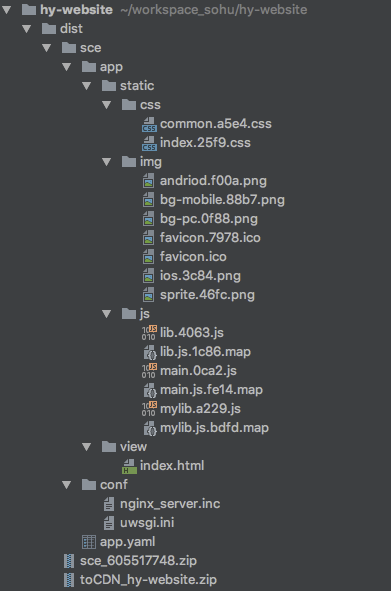 hy-website ~/workspace_sohu/hy-website
dist
sce
app
static
css
common.a5e4.css
index.25f9.css
img
andriod.f00a.png
bg-mobile.88b7.png
bg-pc.0f88.png
favicon.7978.ico
favicon.ico
ios.3c84.png
sprite.46fc.png
js
lib.4063.js
lib.js.1c86.map
main.0ca2.js
main.js.fe14.map
mylib.a229.js
mylib.js.bdfd.map
view
index.html
conf
nginx_server.inc
uwsgi.ini
app.yaml
sce_605517748.zip
toCDN_hy-website.zip